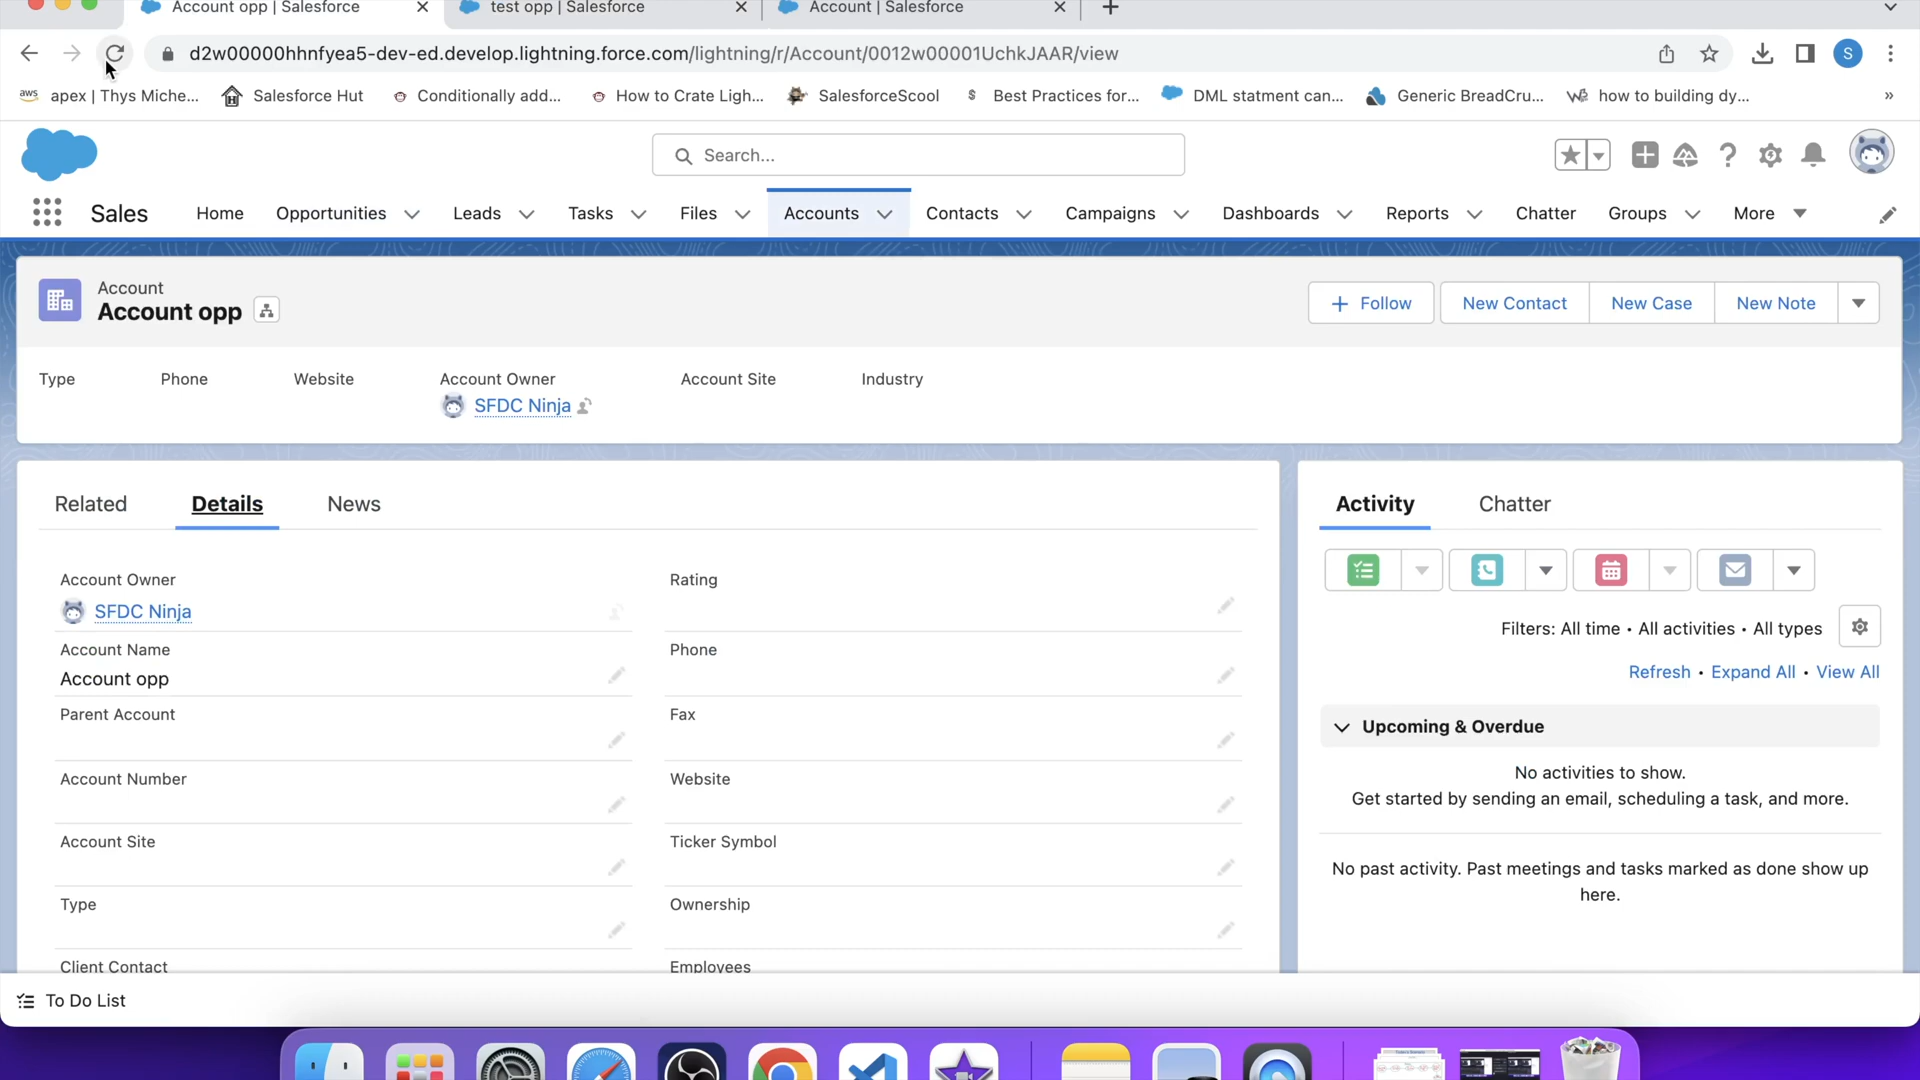 Account opp | Salesforce
test opp | Salesforce
Account | Salesforce
d2w00000hhnfyea5-dev-ed.develop.lightning.force.com/lightning/r/Account/0012w00001UchkJAAR/view
S
aws apex | Thys Miche...
Salesforce Hut
Conditionally add...
How to Crate Ligh...
SalesforceScool
Best Practices for...
DML statment can...
Generic BreadCru...
how to building dy...
»
Search...
Sales
Home
Opportunities
Leads
Tasks
Files
Accounts
Contacts
Campaigns
Dashboards
Reports
Chatter
Groups
More
Account
Account opp
Follow
New Contact
New Case
New Note
Type
Phone
Website
Account Owner
Account Site
Industry
SFDC Ninja
Related
Details
News
Activity
Chatter
Account Owner
SFDC Ninja
Rating
Account Name
Account opp
Phone
Parent Account
Fax
Account Number
Website
Account Site
Ticker Symbol
Type
Ownership
Client Contact
Employees
Filters: All time • All activities • All types
Refresh • Expand All • View All
Upcoming & Overdue
No activities to show.
Get started by sending an email, scheduling a task, and more.
No past activity. Past meetings and tasks marked as done show up
here.
To Do List